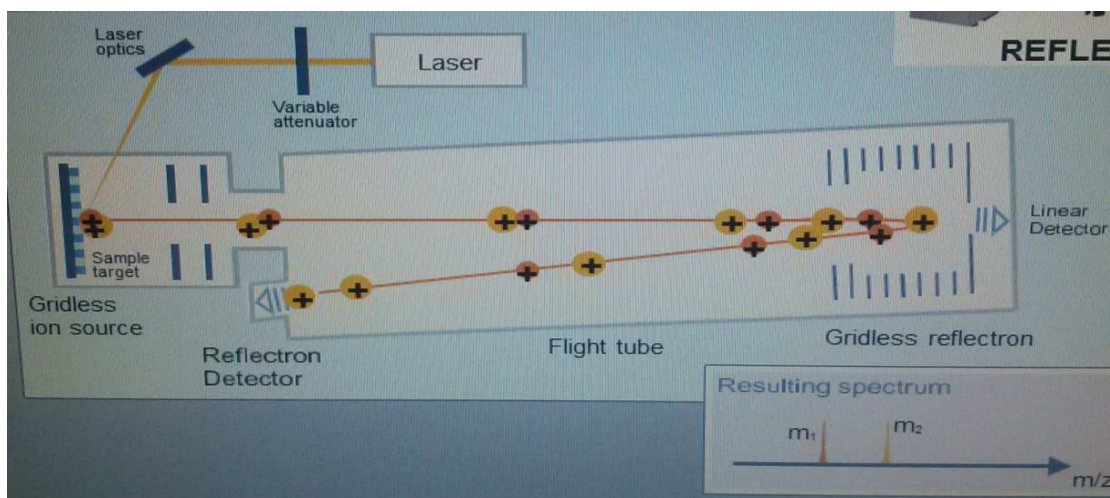 Laser
optics
Laser
REFLE
Variable
attenuator
Sample
target
Linear
Detector
Gridless
ion source
Reflectron
Detector
Flight tube
Gridless reflectron
Resulting spectrum
m₁
m₂
m/z